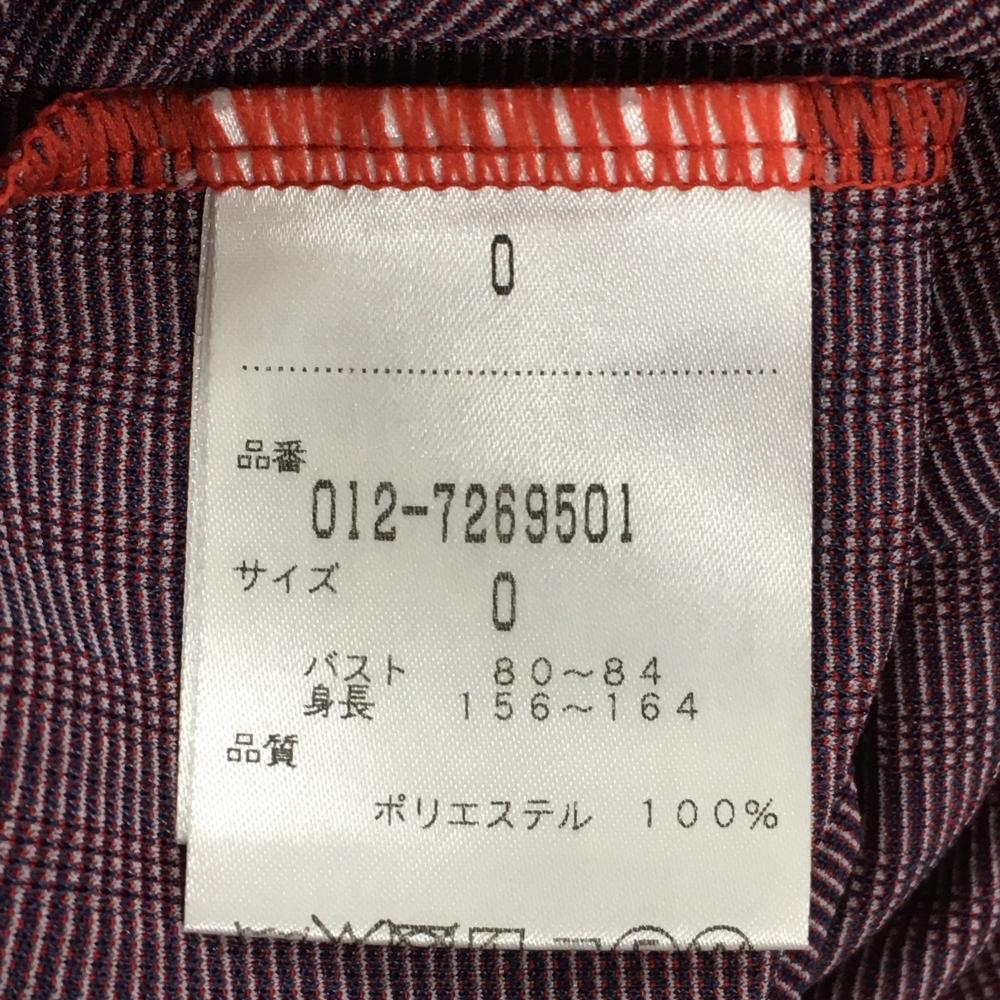 0
品番
012-7269501
サイズ
0
バスト 80〜84
身長 156〜164
品質
ポリエステル 100%